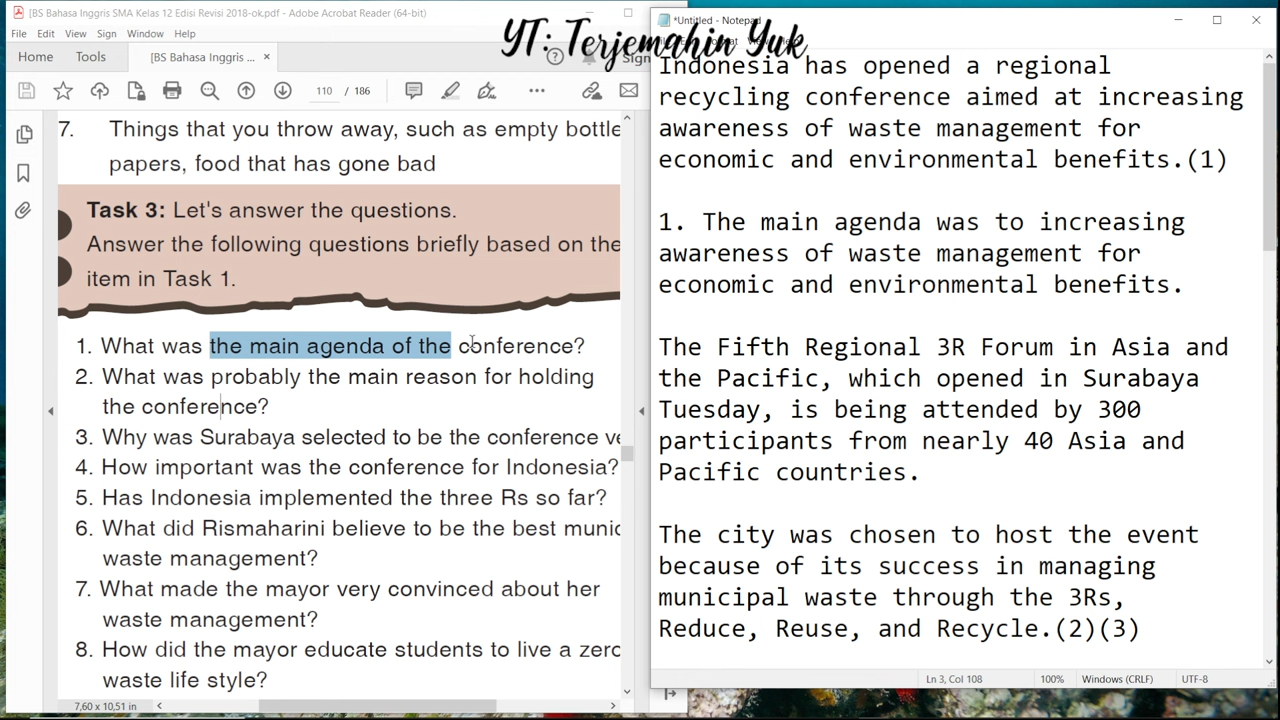 [BS Bahasa Inggris SMA Kelas 12 Edisi Revisi 2018-ok.pdf - Adobe Acrobat Reader (64-bit)
File Edit View Sign Window Help
Home Tools [BS Bahasa Inggris ... × Sign
110 / 186
7. Things that you throw away, such as empty bottle
papers, food that has gone bad
Task 3: Let's answer the questions.
Answer the following questions briefly based on the
item in Task 1.
1. What was the main agenda of the conference?
2. What was probably the main reason for holding
the conference?
3. Why was Surabaya selected to be the conference ve
4. How important was the conference for Indonesia?
5. Has Indonesia implemented the three Rs so far?
6. What did Rismaharini believe to be the best munic
waste management?
7. What made the mayor very convinced about her
waste management?
8. How did the mayor educate students to live a zero
waste life style?
7,60 x 10,51 in
YT: Terjemahin Yuk
*Untitled - Notepad
Indonesia has opened a regional
recycling conference aimed at increasing
awareness of waste management for
economic and environmental benefits.(1)
1. The main agenda was to increasing
awareness of waste management for
economic and environmental benefits.
The Fifth Regional 3R Forum in Asia and
the Pacific, which opened in Surabaya
Tuesday, is being attended by 300
participants from nearly 40 Asia and
Pacific countries.
The city was chosen to host the event
because of its success in managing
municipal waste through the 3Rs,
Reduce, Reuse, and Recycle.(2)(3)
Ln 3, Col 108 100% Windows (CRLF) UTF-8